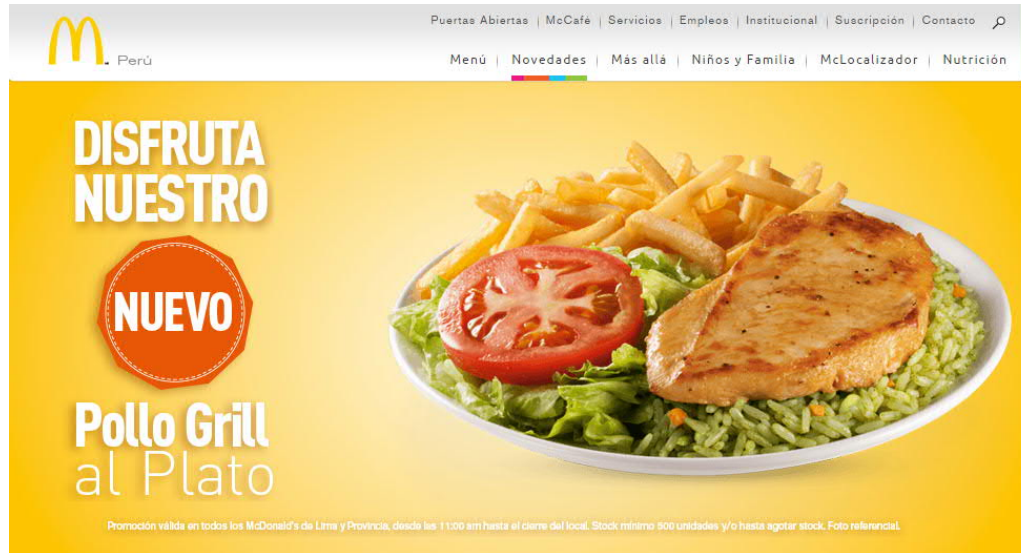 Puertas Abiertas | McCafé | Servicios | Empleos | Institucional | Suscripción | Contacto
Perú
Menú | Novedades | Más allá | Niños y Familia | McLocalizador | Nutrición
DISFRUTA
NUESTRO
NUEVO
Pollo Grill
al Plato
Promoción válida en todos los McDonald's de Lima y Provincia, desde las 11:00 am hasta el cierre del local. Stock mínimo 900 unidades y/o hasta agotar stock. Foto referencial.